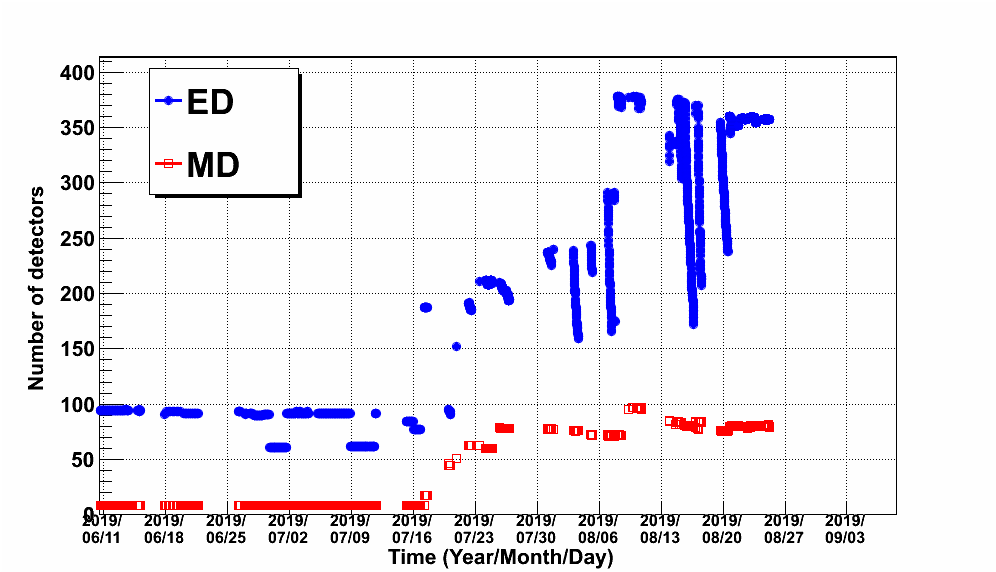 400
350
300
250
200
150
100
50
0
Number of detectors
ED
MD
2019/ 2019/ 2019/ 2019/ 2019/ 2019/ 2019/ 2019/ 2019/ 2019/ 2019/ 2019/ 2019/
06/11 06/18 06/25 07/02 07/09 07/16 07/23 07/30 08/06 08/13 08/20 08/27 09/03
Time (Year/Month/Day)